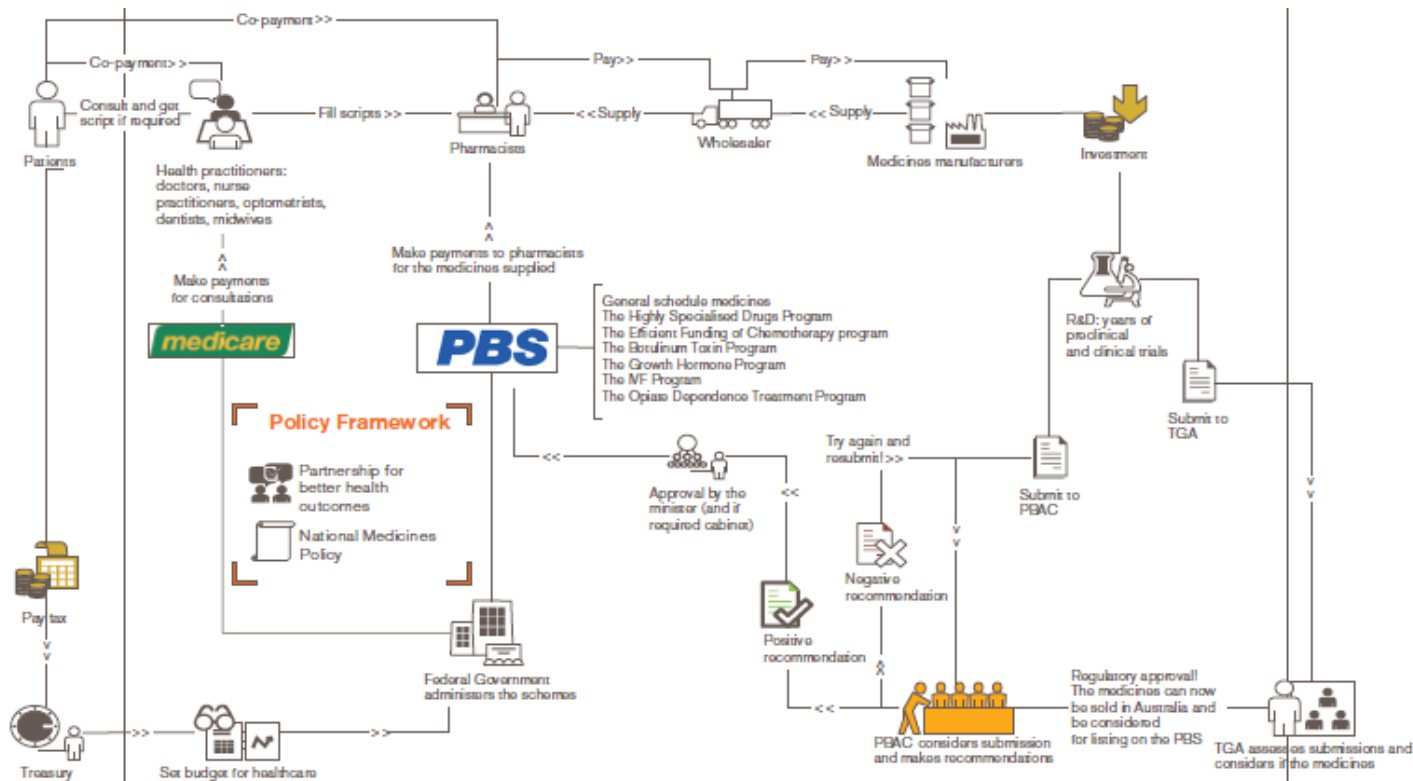 Co-payment >>
Co-payment >>
Pay>>
Pay>>
Consult and get
script if required
Fill scripts >>
<< Supply
<< Supply
Patients
Pharmacists
Wholesaler
Medicines manufacturers
Investment
Health practitioners:
doctors, nurse
practitioners, optometrists,
dentists, midwives
Make payments to pharmacists
for the medicines supplied
Make payments
for consultations
medicare
PBS
General schedule medicines
The Highly Specialised Drugs Program
The Efficient Funding of Chemotherapy program
The Botulinum Toxin Program
The Growth Hormone Program
The IVF Program
The Opiate Dependence Treatment Program
R&D: years of
preclinical
and clinical trials
Submit to
TGA
Policy Framework
Partnership for
better health
outcomes
National Medicines
Policy
<<
Approval by the
minister (and if
required cabinet)
<<
Try again and
resubmit! >>
Submit to
PBAC
Negative
recommendation
Positive
recommendation
Pay tax
Federal Government
administers the schemes
<<
PBAC considers submission
and makes recommendations
Regulatory approval!
The medicines can now
be sold in Australia and
be considered
for listing on the PBS
TGA assesses submissions and
considers if the medicines
Treasury
>>
Set budget for healthcare
>>